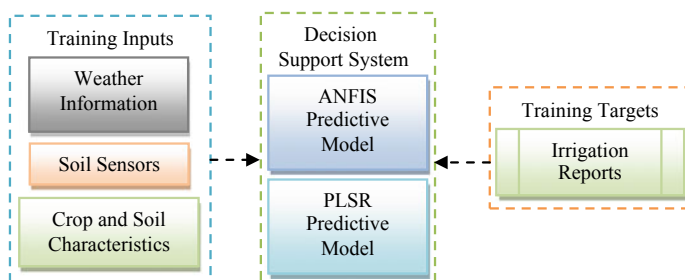 Training Inputs
Weather
Information
Soil Sensors
Crop and Soil
Characteristics
Decision
Support System
ANFIS
Predictive
Model
PLSR
Predictive
Model
Training Targets
Irrigation
Reports